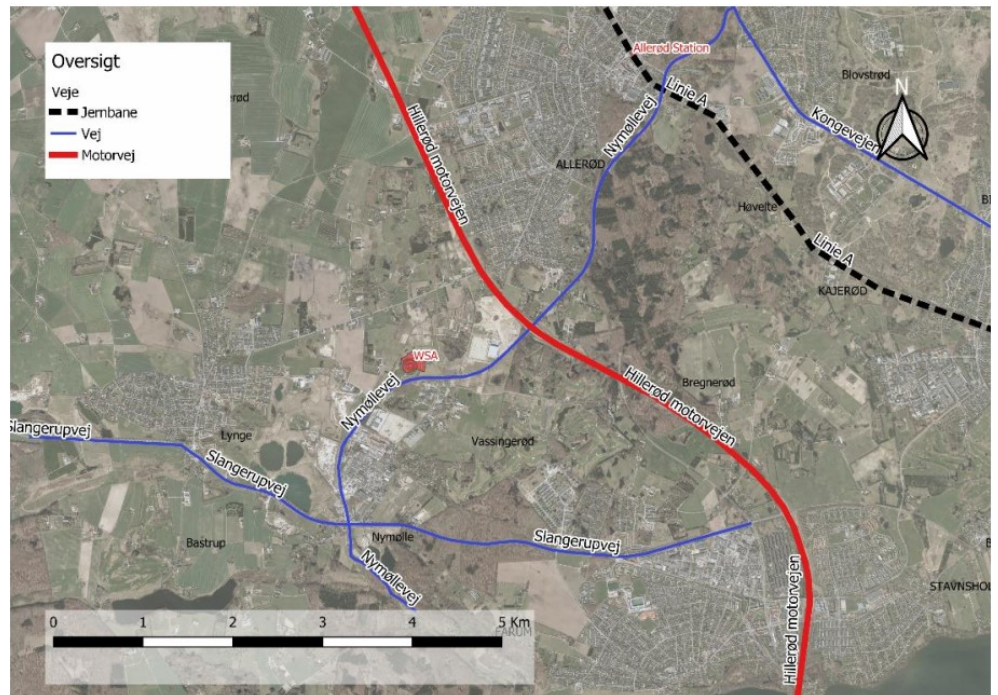 Oversigt
Veje
Jernbane
Vej
Motorvej
Allerød Station
Blovstrød
N
Linie A
Kongevejen
Nymøllevej
Hillerød motorvejen
ALLERØD
Høvelte
Linie A
KAJERØD
WSA
Nymøllevej
Hillerød motorvejen
Bregnerød
Slangerupvej
Lynge
Vassingerød
Slangerupvej
Bastrup
Nymølle
Slangerupvej
Nymøllevej
Hillerød motorvejen
STAVNSHOL
0 1 2 3 4 5 Km
FARUM